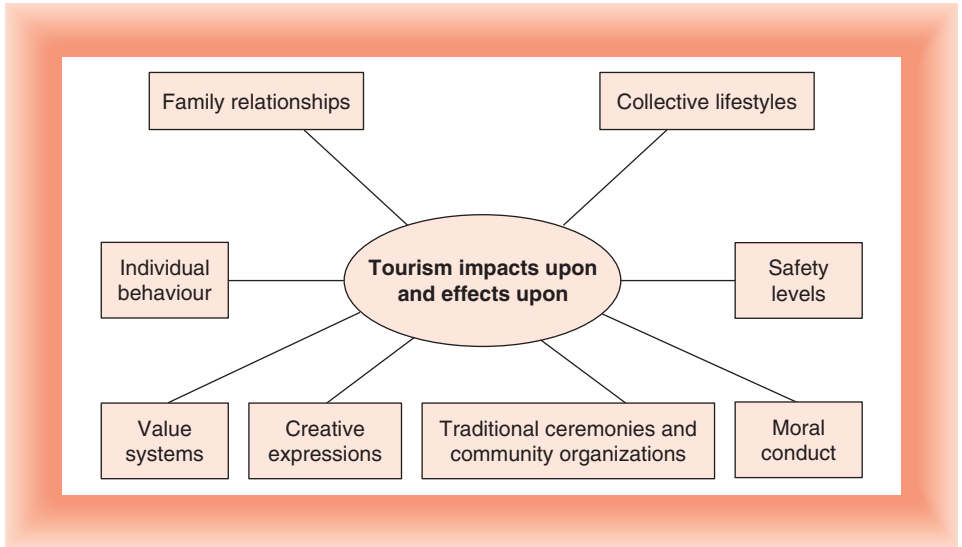 Family relationships
Collective lifestyles
Individual
behaviour
Tourism impacts upon
and effects upon
Safety
levels
Value
systems
Creative
expressions
Traditional ceremonies and
community organizations
Moral
conduct